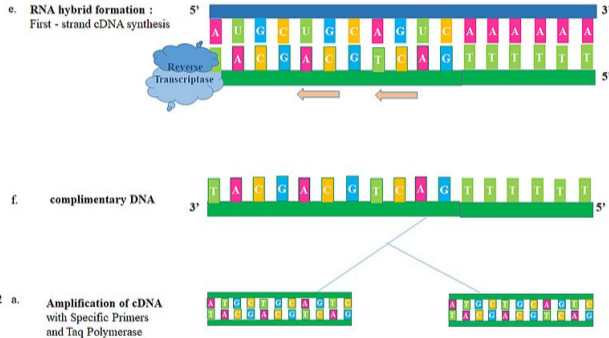 e. RNA hybrid formation : 5' 3'
First - strand cDNA synthesis
A U G C U G C A G U C A A A A A A
A C G A C G T C A G T T T T T T
Reverse
Transcriptase
5'
T A C G A C G T C A G T T T T T T
f. complimentary DNA
3' 5'
2 a. Amplification of cDNA
with Specific Primers
and Taq Polymerase
A T G C T G C A G T C
T A C G A C G T C A G
A T G C T G C A G T C
T A C G A C G T C A G